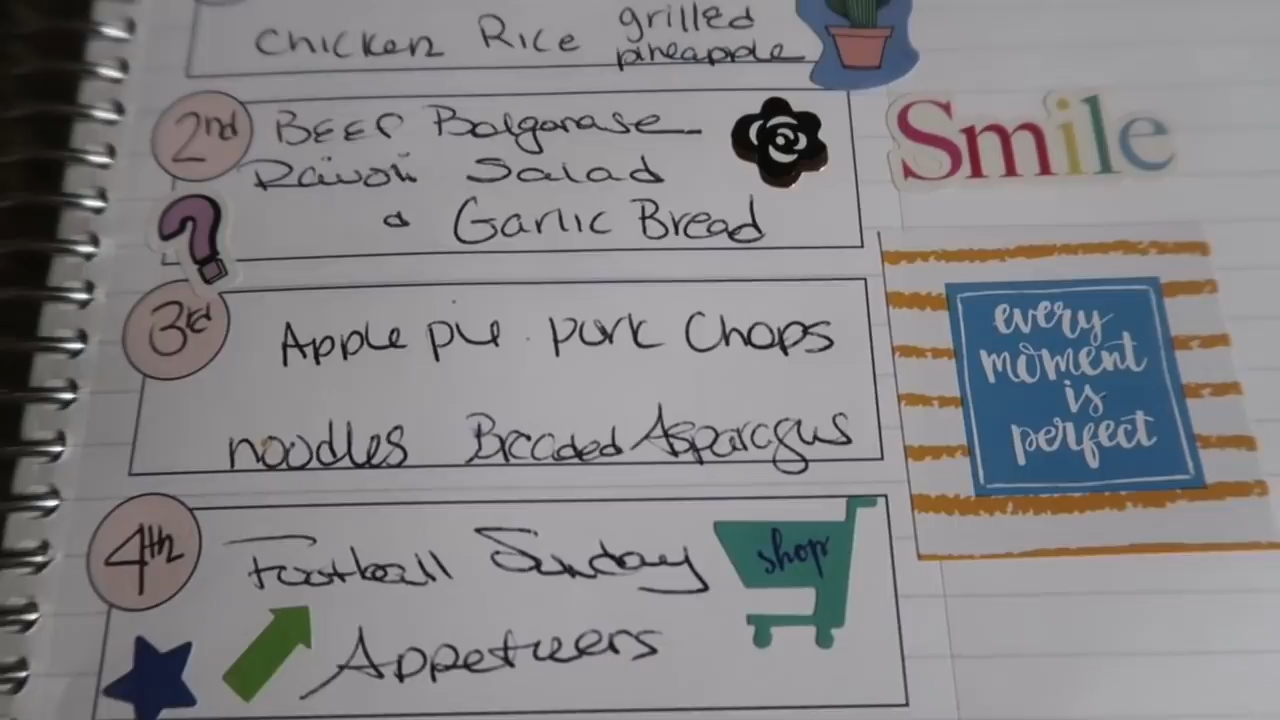 grilled
Chicken Rice pineapple
2nd BEEF Bolganase
Ravioli Salad
& Garlic Bread
Smile
every
moment
is
perfect
3rd Apple pie. pork Chops
noodles Breaded Asparagus
4th Football Sunday
shop
Appetizers